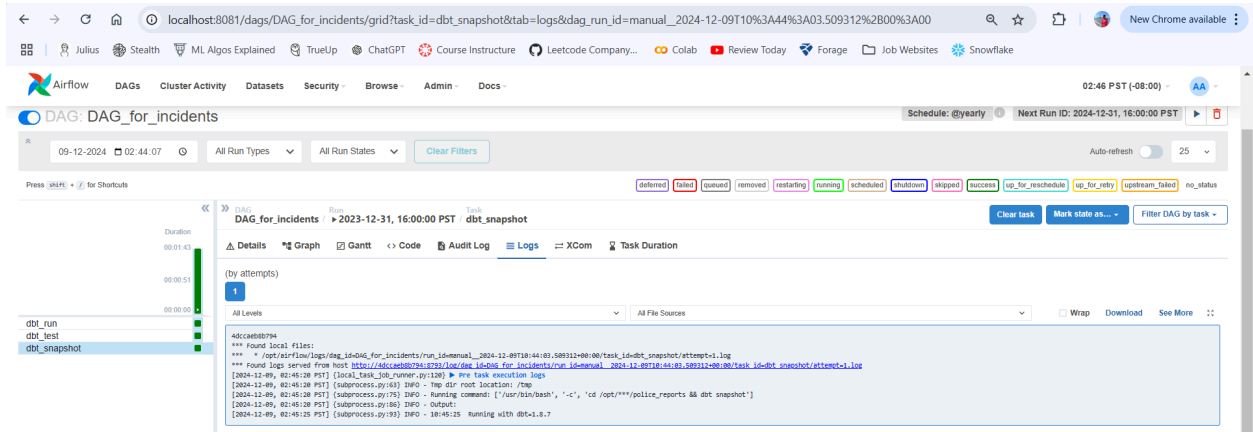 localhost:8081/dags/DAG_for_incidents/grid?task_id=dbt_snapshot&tab=logs&dag_run_id=manual__2024-12-09T10%3A44%3A03.509312%2B00%3A00
New Chrome available
Julius Stealth ML Algos Explained TrueUp ChatGPT Course Instructure Leetcode Company... Colab Review Today Forage Job Websites Snowflake
Airflow DAGs Cluster Activity Datasets Security Browse Admin Docs 02:46 PST (-08:00) AA
DAG: DAG_for_incidents Schedule: @yearly Next Run ID: 2024-12-31, 16:00:00 PST
09-12-2024 02:44:07 All Run Types All Run States Clear Filters Auto-refresh 25
Press shift + / for Shortcuts deferred failed queued removed restarting running scheduled shutdown skipped success up_for_reschedule up_for_retry upstream_failed no_status
DAG Run Task
DAG_for_incidents / 2023-12-31, 16:00:00 PST / dbt_snapshot Clear task Mark state as... Filter DAG by task
Duration
00:01:43
Details Graph Gantt Code Audit Log Logs XCom Task Duration
(by attempts)
00:00:51
1
00:00:00
All Levels All File Sources Wrap Download See More
dbt_run
dbt_test
dbt_snapshot
4dccaeb8b794
*** Found local files:
*** * /opt/airflow/logs/dag_id=DAG_for_incidents/run_id=manual__2024-12-09T10:44:03.509312+00:00/task_id=dbt_snapshot/attempt=1.log
*** Found logs served from host http://4dccaeb8b794:8793/log/dag_id=DAG_for_incidents/run_id=manual__2024-12-09T10:44:03.509312+00:00/task_id=dbt_snapshot/attempt=1.log
[2024-12-09, 02:45:20 PST] {local_task_job_runner.py:120} ▶ Pre task execution logs
[2024-12-09, 02:45:20 PST] {subprocess.py:63} INFO - Tmp dir root location: /tmp
[2024-12-09, 02:45:20 PST] {subprocess.py:75} INFO - Running command: ['/usr/bin/bash', '-c', 'cd /opt/***/police_reports && dbt snapshot']
[2024-12-09, 02:45:20 PST] {subprocess.py:86} INFO - Output:
[2024-12-09, 02:45:25 PST] {subprocess.py:93} INFO - 10:45:25 Running with dbt=1.8.7